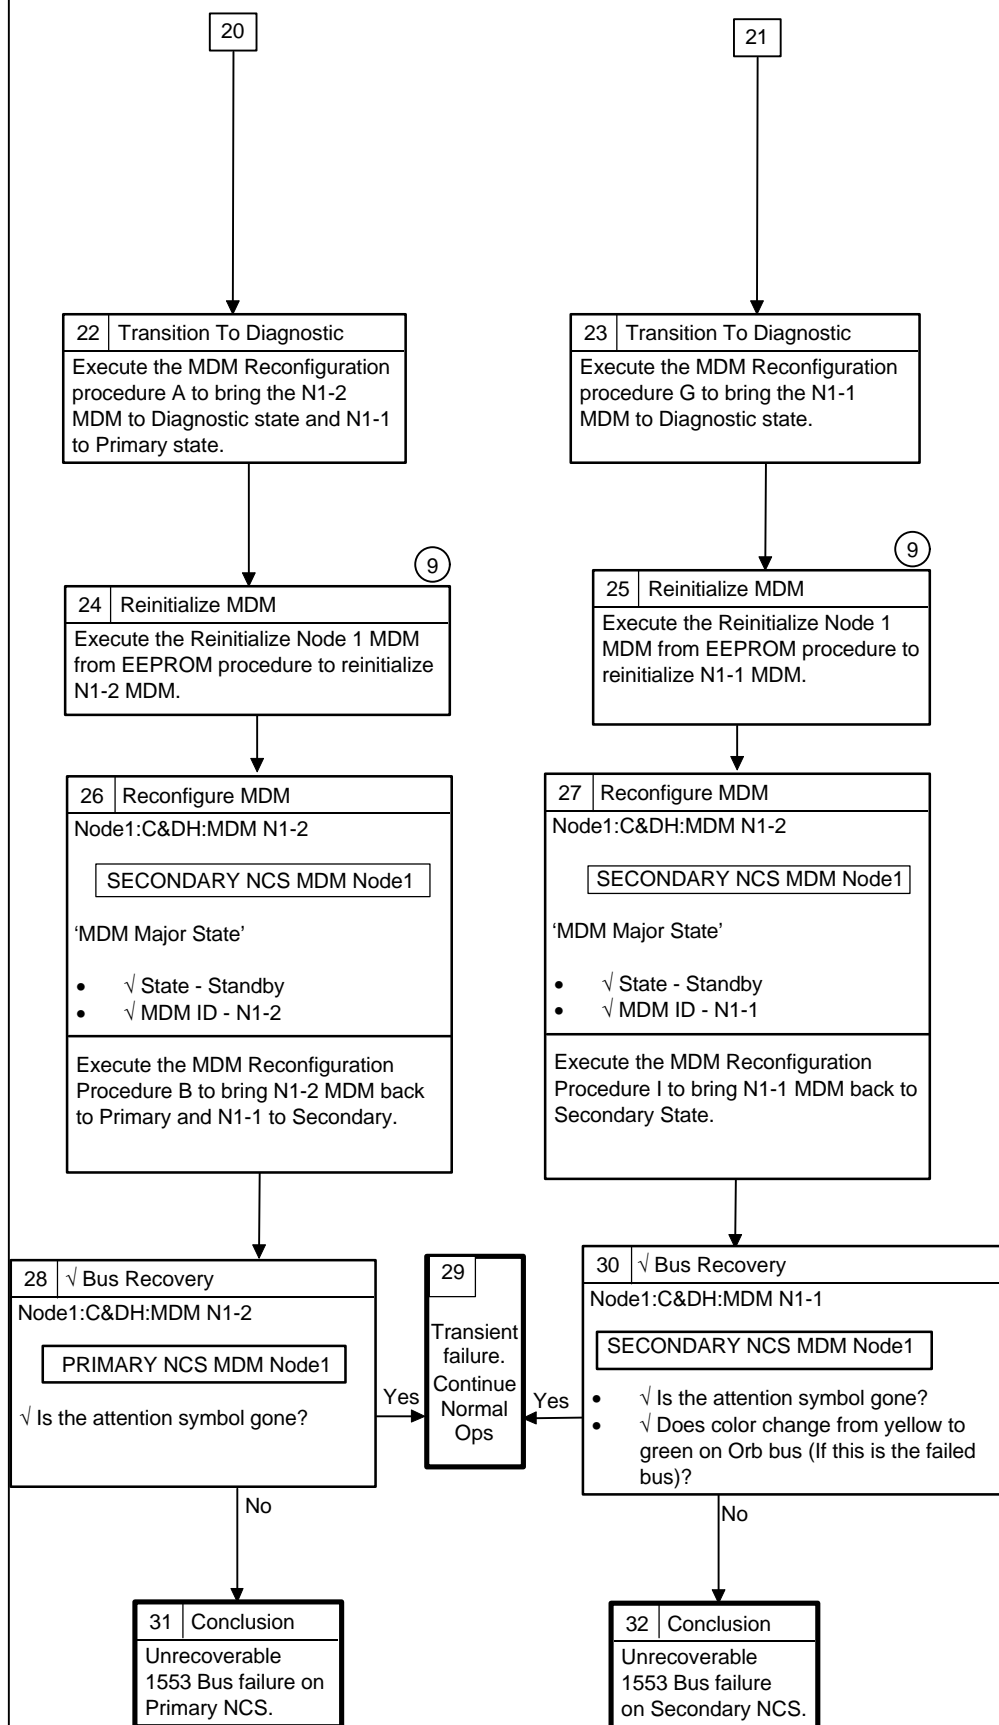 20
21
22 Transition To Diagnostic
Execute the MDM Reconfiguration
procedure A to bring the N1-2
MDM to Diagnostic state and N1-1
to Primary state.
23 Transition To Diagnostic
Execute the MDM Reconfiguration
procedure G to bring the N1-1
MDM to Diagnostic state.
9
24 Reinitialize MDM
Execute the Reinitialize Node 1 MDM
from EEPROM procedure to reinitialize
N1-2 MDM.
9
25 Reinitialize MDM
Execute the Reinitialize Node 1
MDM from EEPROM procedure to
reinitialize N1-1 MDM.
26 Reconfigure MDM
Node1:C&DH:MDM N1-2
SECONDARY NCS MDM Node1
‘MDM Major State’
• √ State - Standby
• √ MDM ID - N1-2
Execute the MDM Reconfiguration
Procedure B to bring N1-2 MDM back
to Primary and N1-1 to Secondary.
27 Reconfigure MDM
Node1:C&DH:MDM N1-2
SECONDARY NCS MDM Node1
‘MDM Major State’
• √ State - Standby
• √ MDM ID - N1-1
Execute the MDM Reconfiguration
Procedure I to bring N1-1 MDM back to
Secondary State.
28 √ Bus Recovery
Node1:C&DH:MDM N1-2
PRIMARY NCS MDM Node1
√ Is the attention symbol gone?
Yes
29
Transient
failure.
Continue
Normal
Ops
Yes
30 √ Bus Recovery
Node1:C&DH:MDM N1-1
SECONDARY NCS MDM Node1
• √ Is the attention symbol gone?
• √ Does color change from yellow to
green on Orb bus (If this is the failed
bus)?
No
No
31 Conclusion
Unrecoverable
1553 Bus failure on
Primary NCS.
32 Conclusion
Unrecoverable
1553 Bus failure
on Secondary NCS.